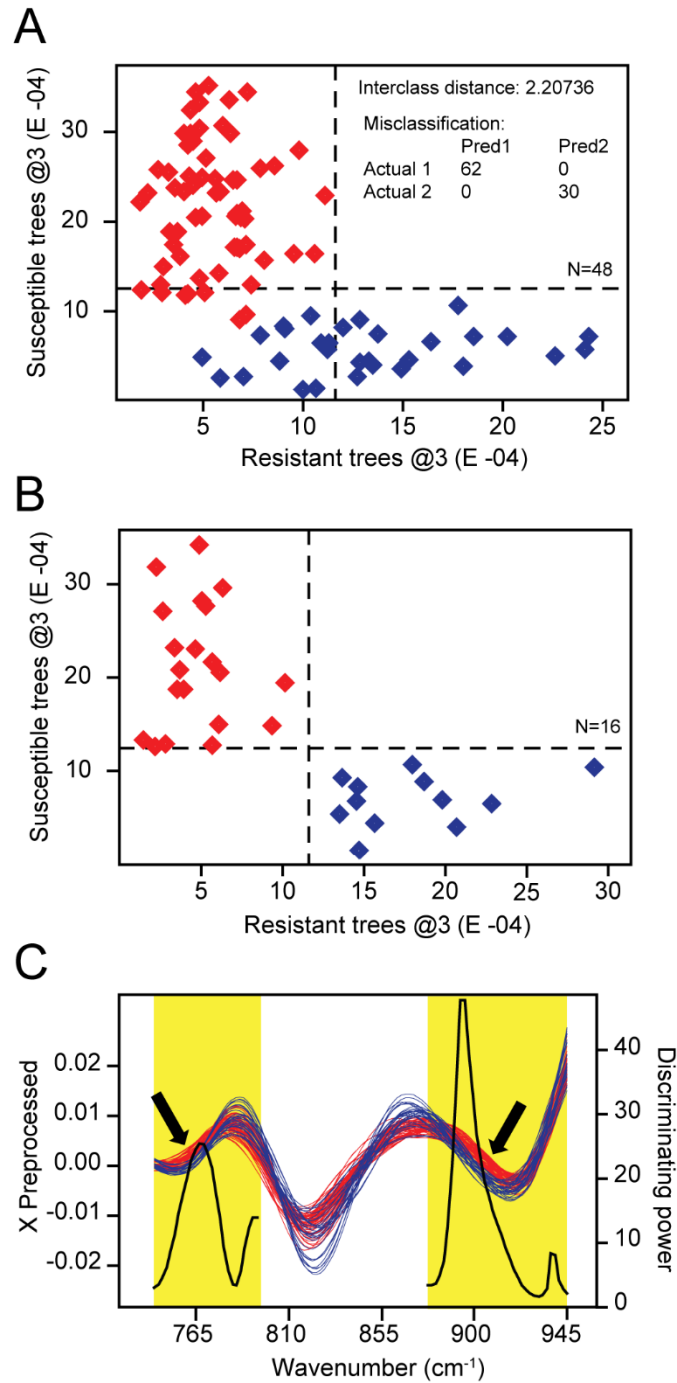 A
Susceptible trees @3 (E -04)
30
20
10
Interclass distance: 2.20736
Misclassification:
Pred1 Pred2
Actual 1 62 0
Actual 2 0 30
N=48
5 10 15 20 25
Resistant trees @3 (E -04)
B
Susceptible trees @3 (E -04)
30
20
10
N=16
5 10 15 20 25 30
Resistant trees @3 (E -04)
C
X Preprocessed
0.02
0.01
0.00
-0.01
-0.02
40
30
20
10
0
Discriminating power
765 810 855 900 945
Wavenumber (cm⁻¹)